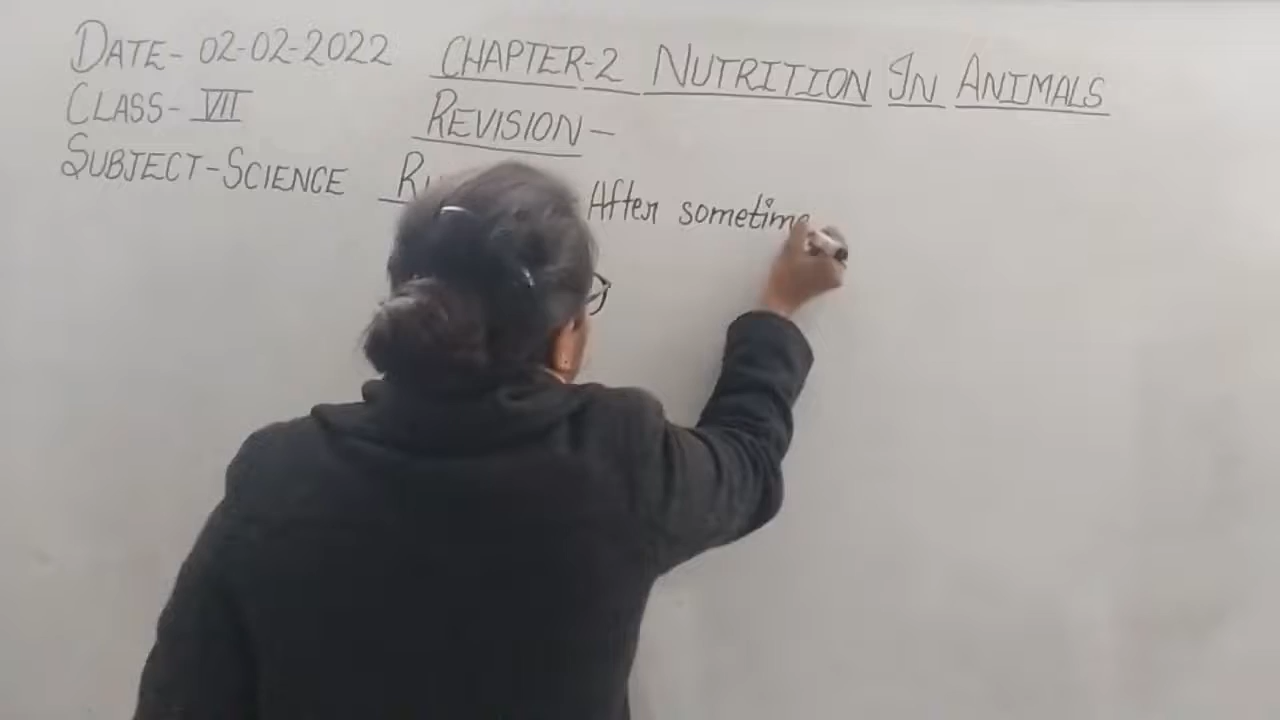 DATE- 02-02-2022
CLASS- VII
SUBJECT-SCIENCE
CHAPTER-2 NUTRITION IN ANIMALS
REVISION-
After sometime